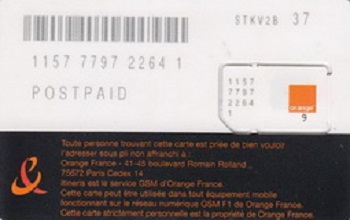 STKV2B 37
1157 7797 2264 1
POSTPAID
1157
7797
2264
1
orange
9
Toute personne trouvant cette carte est priée de bien vouloir
l'adresser sous pli non affranchi à :
Orange France - 41-45 boulevard Romain Rolland ,
75672 Paris Cedex 14
Itineris est le service GSM d'Orange France.
Cette carte peut être utilisée dans tout équipement mobile
fonctionnant sur le réseau numérique GSM F1 de Orange France.
Cette carte strictement personnelle est la propriété de Orange France.